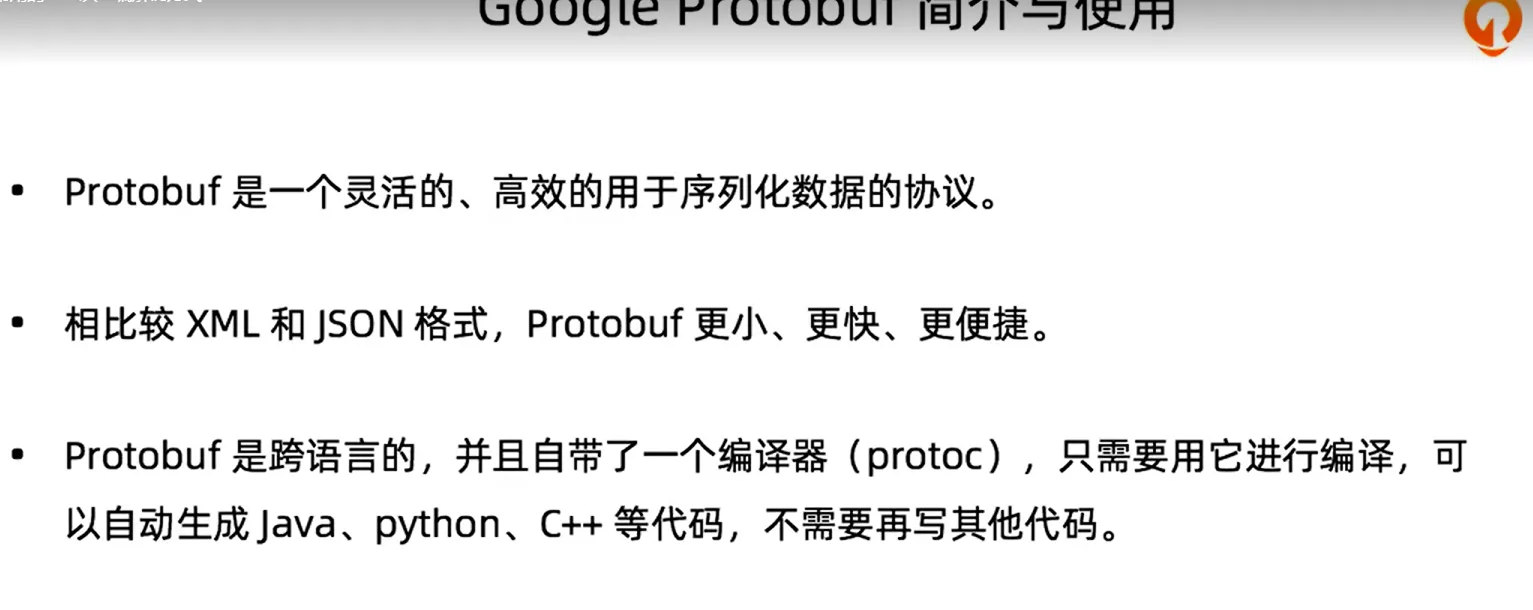 Google Protobuf 简介与使用
• Protobuf 是一个灵活的、高效的用于序列化数据的协议。
• 相比较 XML 和 JSON 格式，Protobuf 更小、更快、更便捷。
• Protobuf 是跨语言的，并且自带了一个编译器（protoc），只需要用它进行编译，可
以自动生成 Java、python、C++ 等代码，不需要再写其他代码。